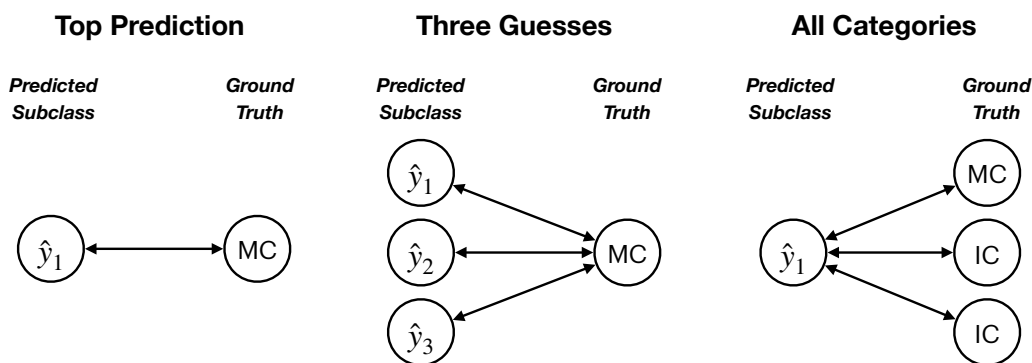 Top Prediction
Predicted Subclass
Ground Truth
ŷ₁
MC
Three Guesses
Predicted Subclass
Ground Truth
ŷ₁
ŷ₂
ŷ₃
MC
All Categories
Predicted Subclass
Ground Truth
ŷ₁
MC
IC
IC